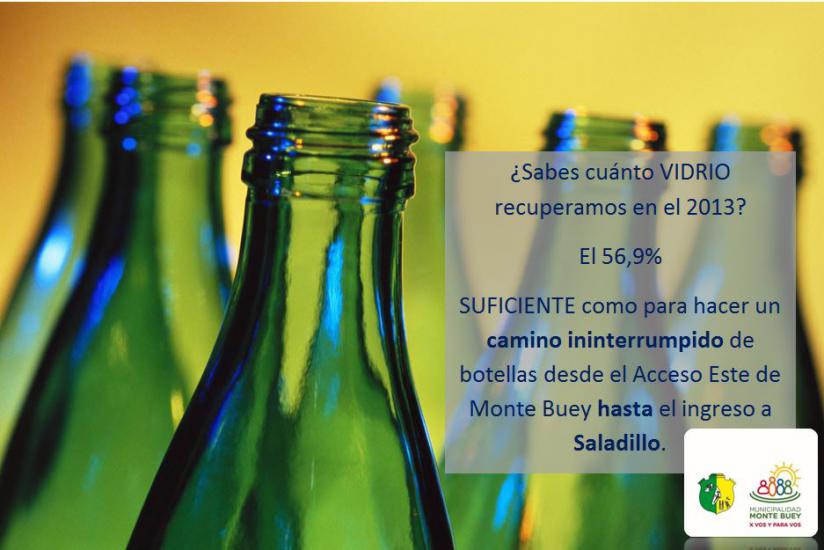 ¿Sabes cuánto VIDRIO
recuperamos en el 2013?
El 56,9%
SUFICIENTE como para hacer un
camino ininterrumpido de
botellas desde el Acceso Este de
Monte Buey hasta el ingreso a
Saladillo.
MUNICIPALIDAD
MONTE BUEY
X VOS Y PARA VOS